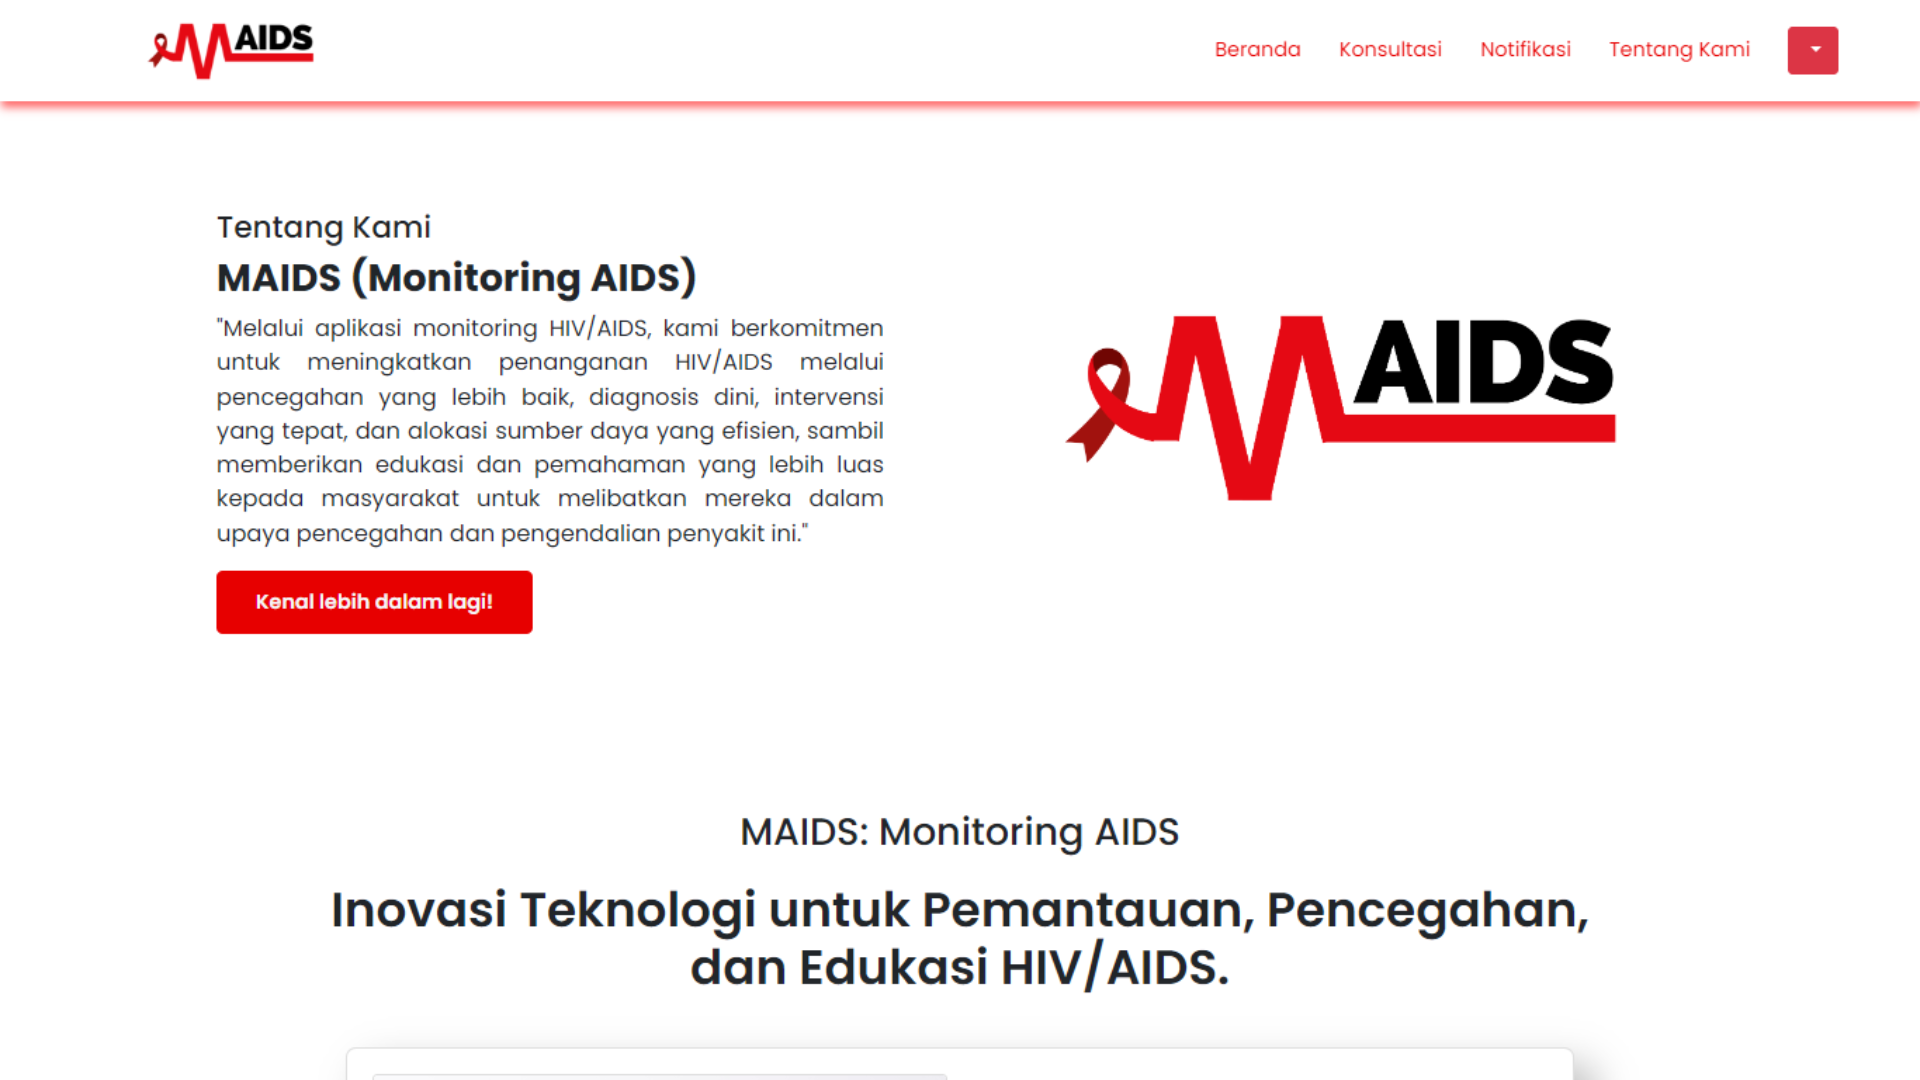 MAIDS
Beranda Konsultasi Notifikasi Tentang Kami
Tentang Kami
MAIDS (Monitoring AIDS)
"Melalui aplikasi monitoring HIV/AIDS, kami berkomitmen
untuk meningkatkan penanganan HIV/AIDS melalui
pencegahan yang lebih baik, diagnosis dini, intervensi
yang tepat, dan alokasi sumber daya yang efisien, sambil
memberikan edukasi dan pemahaman yang lebih luas
kepada masyarakat untuk melibatkan mereka dalam
upaya pencegahan dan pengendalian penyakit ini."
Kenal lebih dalam lagi!
MAIDS
MAIDS: Monitoring AIDS
Inovasi Teknologi untuk Pemantauan, Pencegahan,
dan Edukasi HIV/AIDS.